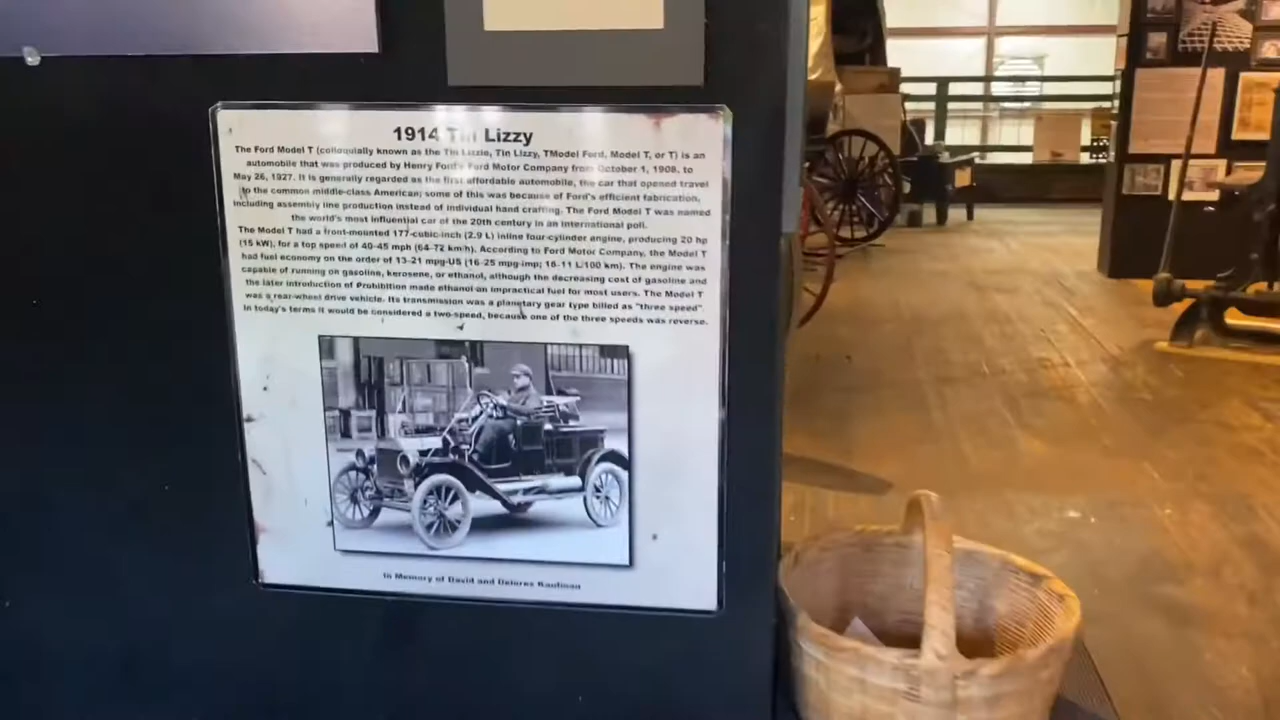 1914 Tin Lizzy
The Ford Model T (colloquially known as the Tin Lizzie, Tin Lizzy, TModel Ford, Model T, or T) is an
automobile that was produced by Henry Ford's Ford Motor Company from October 1, 1908, to
May 26, 1927. It is generally regarded as the first affordable automobile, the car that opened travel
to the common middle-class American; some of this was because of Ford's efficient fabrication,
including assembly line production instead of individual hand crafting. The Ford Model T was named
the world's most influential car of the 20th century in an international poll.
The Model T had a front-mounted 177-cubic-inch (2.9 L) inline four-cylinder engine, producing 20 hp
(15 kW), for a top speed of 40-45 mph (64-72 km/h). According to Ford Motor Company, the Model T
had fuel economy on the order of 13-21 mpg-US (16-25 mpg-imp; 18-11 L/100 km). The engine was
capable of running on gasoline, kerosene, or ethanol, although the decreasing cost of gasoline and
the later introduction of Prohibition made ethanol an impractical fuel for most users. The Model T
was a rear-wheel drive vehicle. Its transmission was a planetary gear type billed as "three speed".
In today's terms it would be considered a two-speed, because one of the three speeds was reverse.
In Memory of David and Delores Kaufman